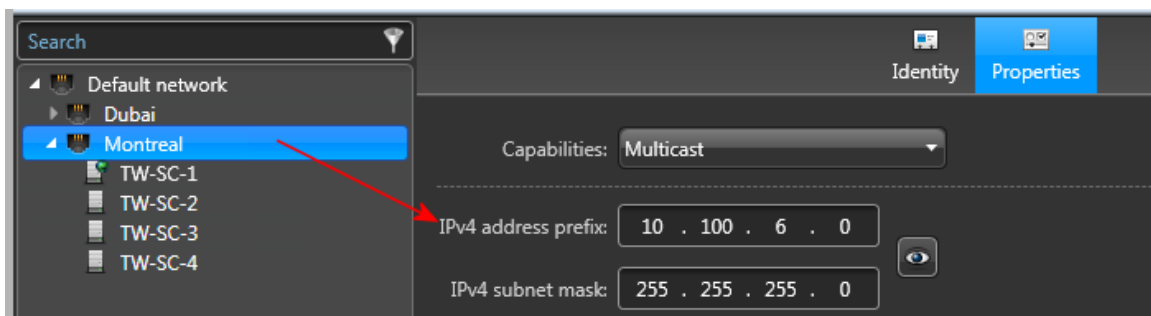 Search
Default network
Dubai
Montreal
TW-SC-1
TW-SC-2
TW-SC-3
TW-SC-4
Identity
Properties
Capabilities: Multicast
IPv4 address prefix: 10 . 100 . 6 . 0
IPv4 subnet mask: 255 . 255 . 255 . 0